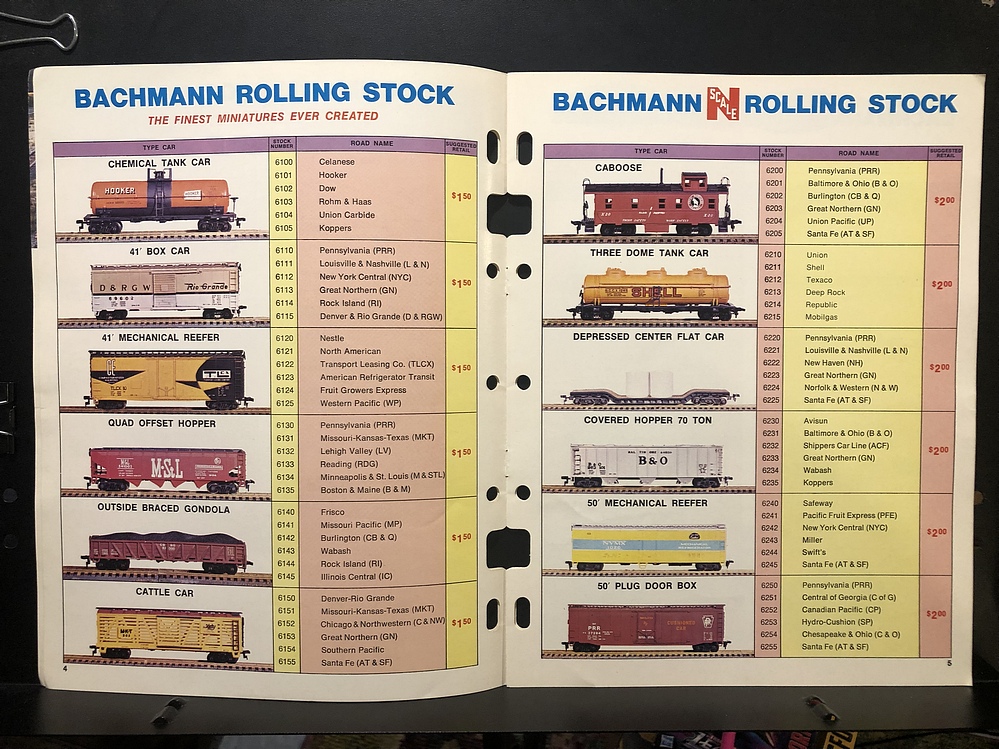 BACHMANN ROLLING STOCK
THE FINEST MINIATURES EVER CREATED
TYPE CAR STOCK NUMBER ROAD NAME SUGGESTED RETAIL
CHEMICAL TANK CAR
HOOKER
6100 Celanese
6101 Hooker
6102 Dow
6103 Rohm & Haas
6104 Union Carbide
6105 Koppers
$1.50
41' BOX CAR
D & R G W Rio Grande
6110 Pennsylvania (PRR)
6111 Louisville & Nashville (L & N)
6112 New York Central (NYC)
6113 Great Northern (GN)
6114 Rock Island (RI)
6115 Denver & Rio Grande (D & RGW)
$1.50
41' MECHANICAL REEFER
6120 Nestle
6121 North American
6122 Transport Leasing Co. (TLCX)
6123 American Refrigerator Transit
6124 Fruit Growers Express
6125 Western Pacific (WP)
$1.50
QUAD OFFSET HOPPER
M&StL
6130 Pennsylvania (PRR)
6131 Missouri-Kansas-Texas (MKT)
6132 Lehigh Valley (LV)
6133 Reading (RDG)
6134 Minneapolis & St. Louis (M & STL)
6135 Boston & Maine (B & M)
$1.50
OUTSIDE BRACED GONDOLA
6140 Frisco
6141 Missouri Pacific (MP)
6142 Burlington (CB & Q)
6143 Wabash
6144 Rock Island (RI)
6145 Illinois Central (IC)
$1.50
CATTLE CAR
6150 Denver-Rio Grande
6151 Missouri-Kansas-Texas (MKT)
6152 Chicago & Northwestern (C & NW)
6153 Great Northern (GN)
6154 Southern Pacific
6155 Santa Fe (AT & SF)
$1.50
4
BACHMANN N SCALE ROLLING STOCK
TYPE CAR STOCK NUMBER ROAD NAME SUGGESTED RETAIL
CABOOSE
6200 Pennsylvania (PRR)
6201 Baltimore & Ohio (B & O)
6202 Burlington (CB & Q)
6203 Great Northern (GN)
6204 Union Pacific (UP)
6205 Santa Fe (AT & SF)
$2.00
THREE DOME TANK CAR
SHELL
6210 Union
6211 Shell
6212 Texaco
6213 Deep Rock
6214 Republic
6215 Mobilgas
$2.00
DEPRESSED CENTER FLAT CAR
6220 Pennsylvania (PRR)
6221 Louisville & Nashville (L & N)
6222 New Haven (NH)
6223 Great Northern (GN)
6224 Norfolk & Western (N & W)
6225 Santa Fe (AT & SF)
$2.00
COVERED HOPPER 70 TON
B & O
6230 Avisun
6231 Baltimore & Ohio (B & O)
6232 Shippers Car Line (ACF)
6233 Great Northern (GN)
6234 Wabash
6235 Koppers
$2.00
50' MECHANICAL REEFER
6240 Safeway
6241 Pacific Fruit Express (PFE)
6242 New York Central (NYC)
6243 Miller
6244 Swift's
6245 Santa Fe (AT & SF)
$2.00
50' PLUG DOOR BOX
PRR
6250 Pennsylvania (PRR)
6251 Central of Georgia (C of G)
6252 Canadian Pacific (CP)
6253 Hydro-Cushion (SP)
6254 Chesapeake & Ohio (C & O)
6255 Santa Fe (AT & SF)
$2.00
5